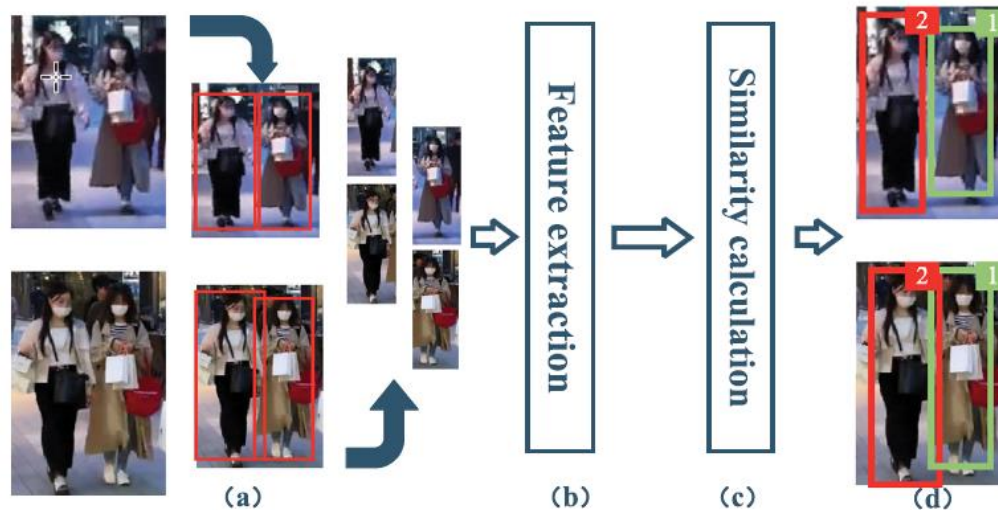 2
1
Feature extraction
Similarity calculation
2
1
(a)
(b)
(c)
(d)